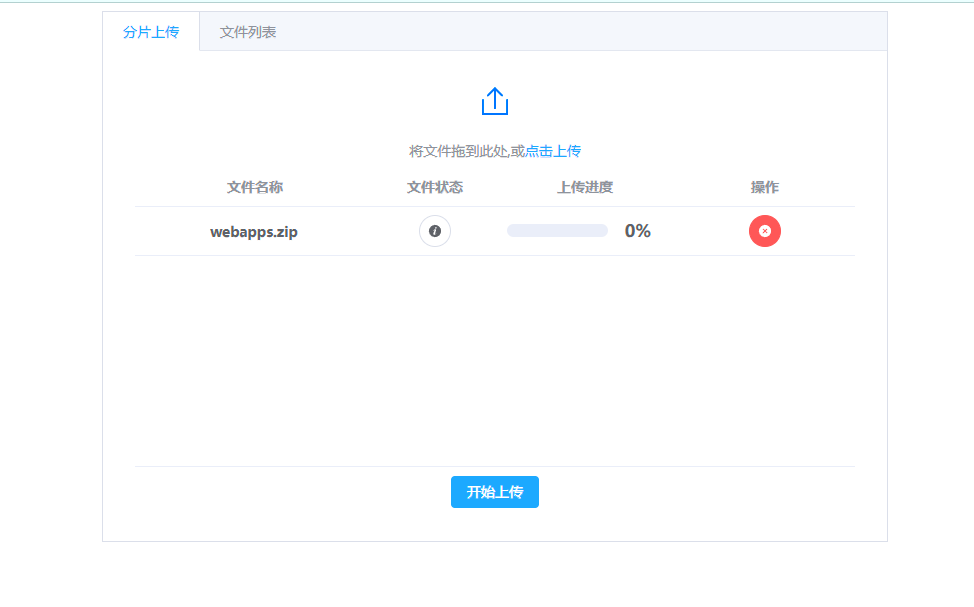 分片上传 文件列表
将文件拖到此处,或点击上传
文件名称 文件状态 上传进度 操作
webapps.zip 0%
开始上传